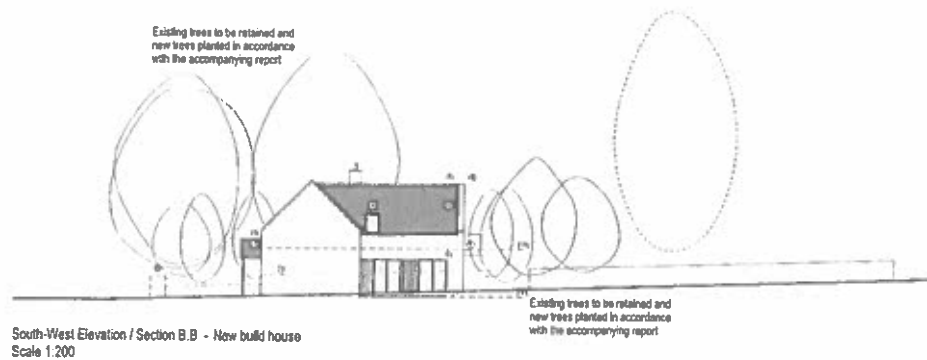 Existing trees to be retained and
new trees planted in accordance
with the accompanying report
Existing trees to be retained and
new trees planted in accordance
with the accompanying report
South-West Elevation / Section B.B - New build house
Scale 1:200